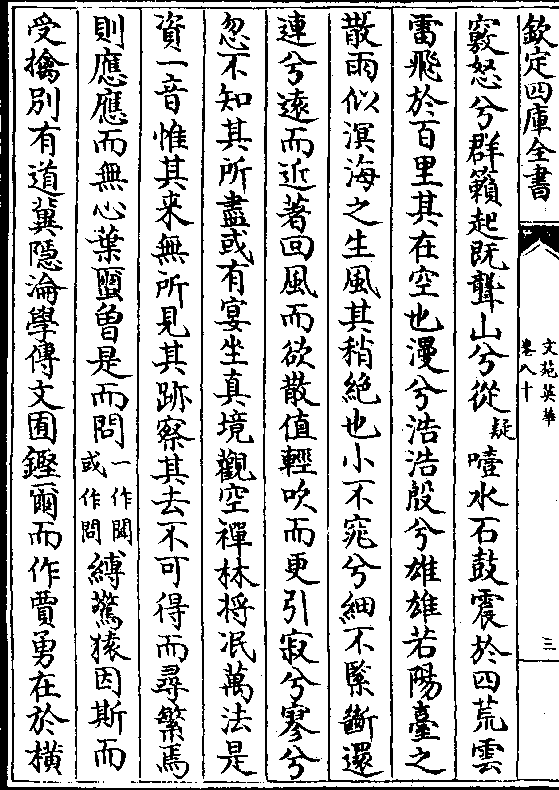 欽定四庫全書
文苑英華
卷八十
三
竅怒兮群籟起既聾山兮從疑噎水石鼓震於四荒雲
雷飛於百里其在空也漫兮浩浩殷兮雄雄若陽臺之
散雨似溟海之生風其稍絶也小不窕兮細不緊斷還
連兮遠而近著回風而欲散值輕吹而更引寂兮寥兮
忽不知其所盡或有宴坐真境觀空禪林将泯萬法是
資一音惟其来無所見其跡察其去不可得而尋繁焉
則應應而無心葉䀋曽是而問一作聞或作問縛驚猿因斯而
受擒別有道冀隠淪學傳文囿鏗爾而作賈勇在於橫